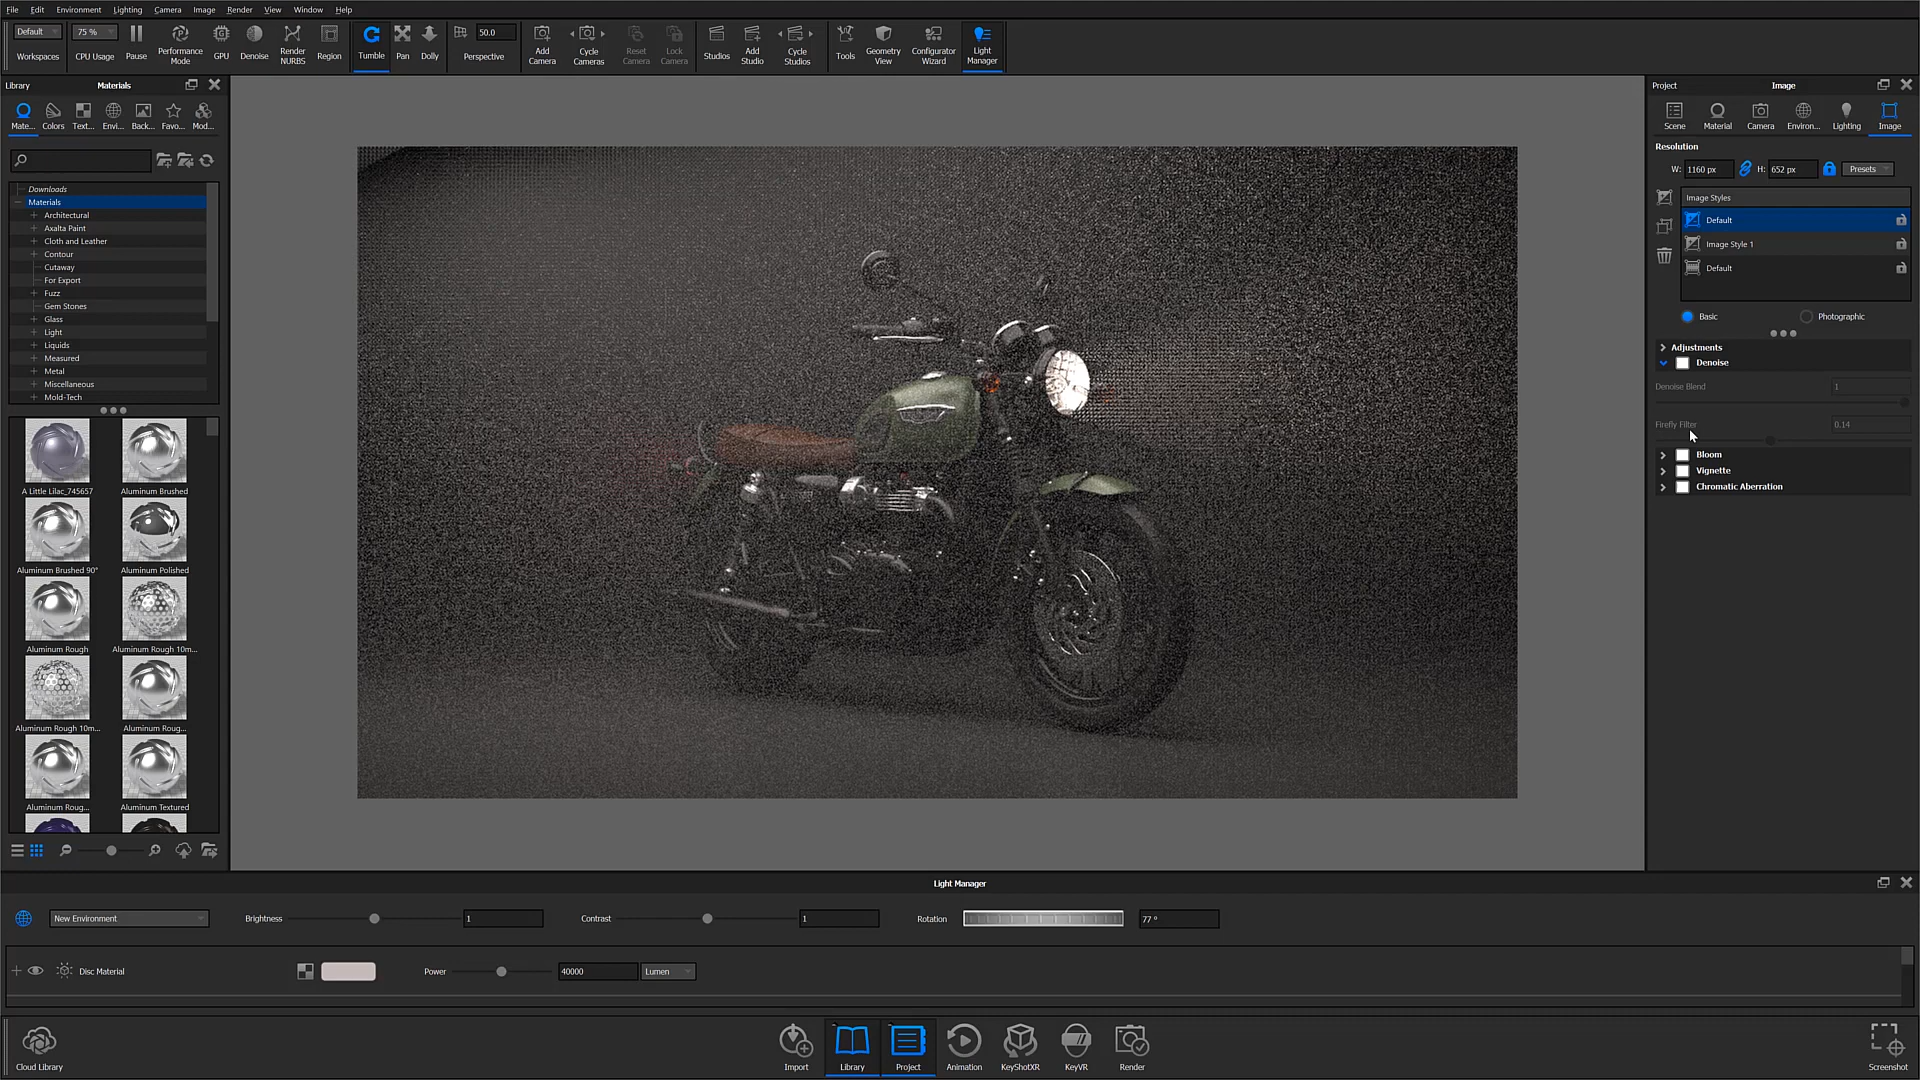 File Edit Environment Lighting Camera Image Render View Window Help
Default 75 % 50.0
Workspaces CPU Usage Pause Performance Mode GPU Denoise Render NURBS Region Tumble Pan Dolly Perspective Add Camera Cycle Cameras Reset Camera Lock Camera Studios Add Studio Cycle Studios Tools Geometry View Configurator Wizard Light Manager
Library Materials
Mate... Colors Text... Envi... Back... Favo... Mod...
Downloads
Materials
Architectural
Axalta Paint
Cloth and Leather
Contour
Cutaway
For Export
Fuzz
Gem Stones
Glass
Light
Liquids
Measured
Metal
Miscellaneous
Mold-Tech
A Little Lilac_745657 Aluminum Brushed
Aluminum Brushed 90° Aluminum Polished
Aluminum Rough Aluminum Rough 10m...
Aluminum Rough 10m... Aluminum Roug...
Aluminum Roug... Aluminum Textured
Project Image
Scene Material Camera Environ... Lighting Image
Resolution
W: 1160 px H: 652 px Presets
Image Styles
Default
Image Style 1
Default
Basic Photographic
Adjustments
Denoise
Denoise Blend 1
Firefly Filter 0.14
Bloom
Vignette
Chromatic Aberration
Light Manager
New Environment Brightness 1 Contrast 1 Rotation 77 °
Disc Material Power 40000 Lumen
Cloud Library Import Library Project Animation KeyShotXR KeyVR Render Screenshot